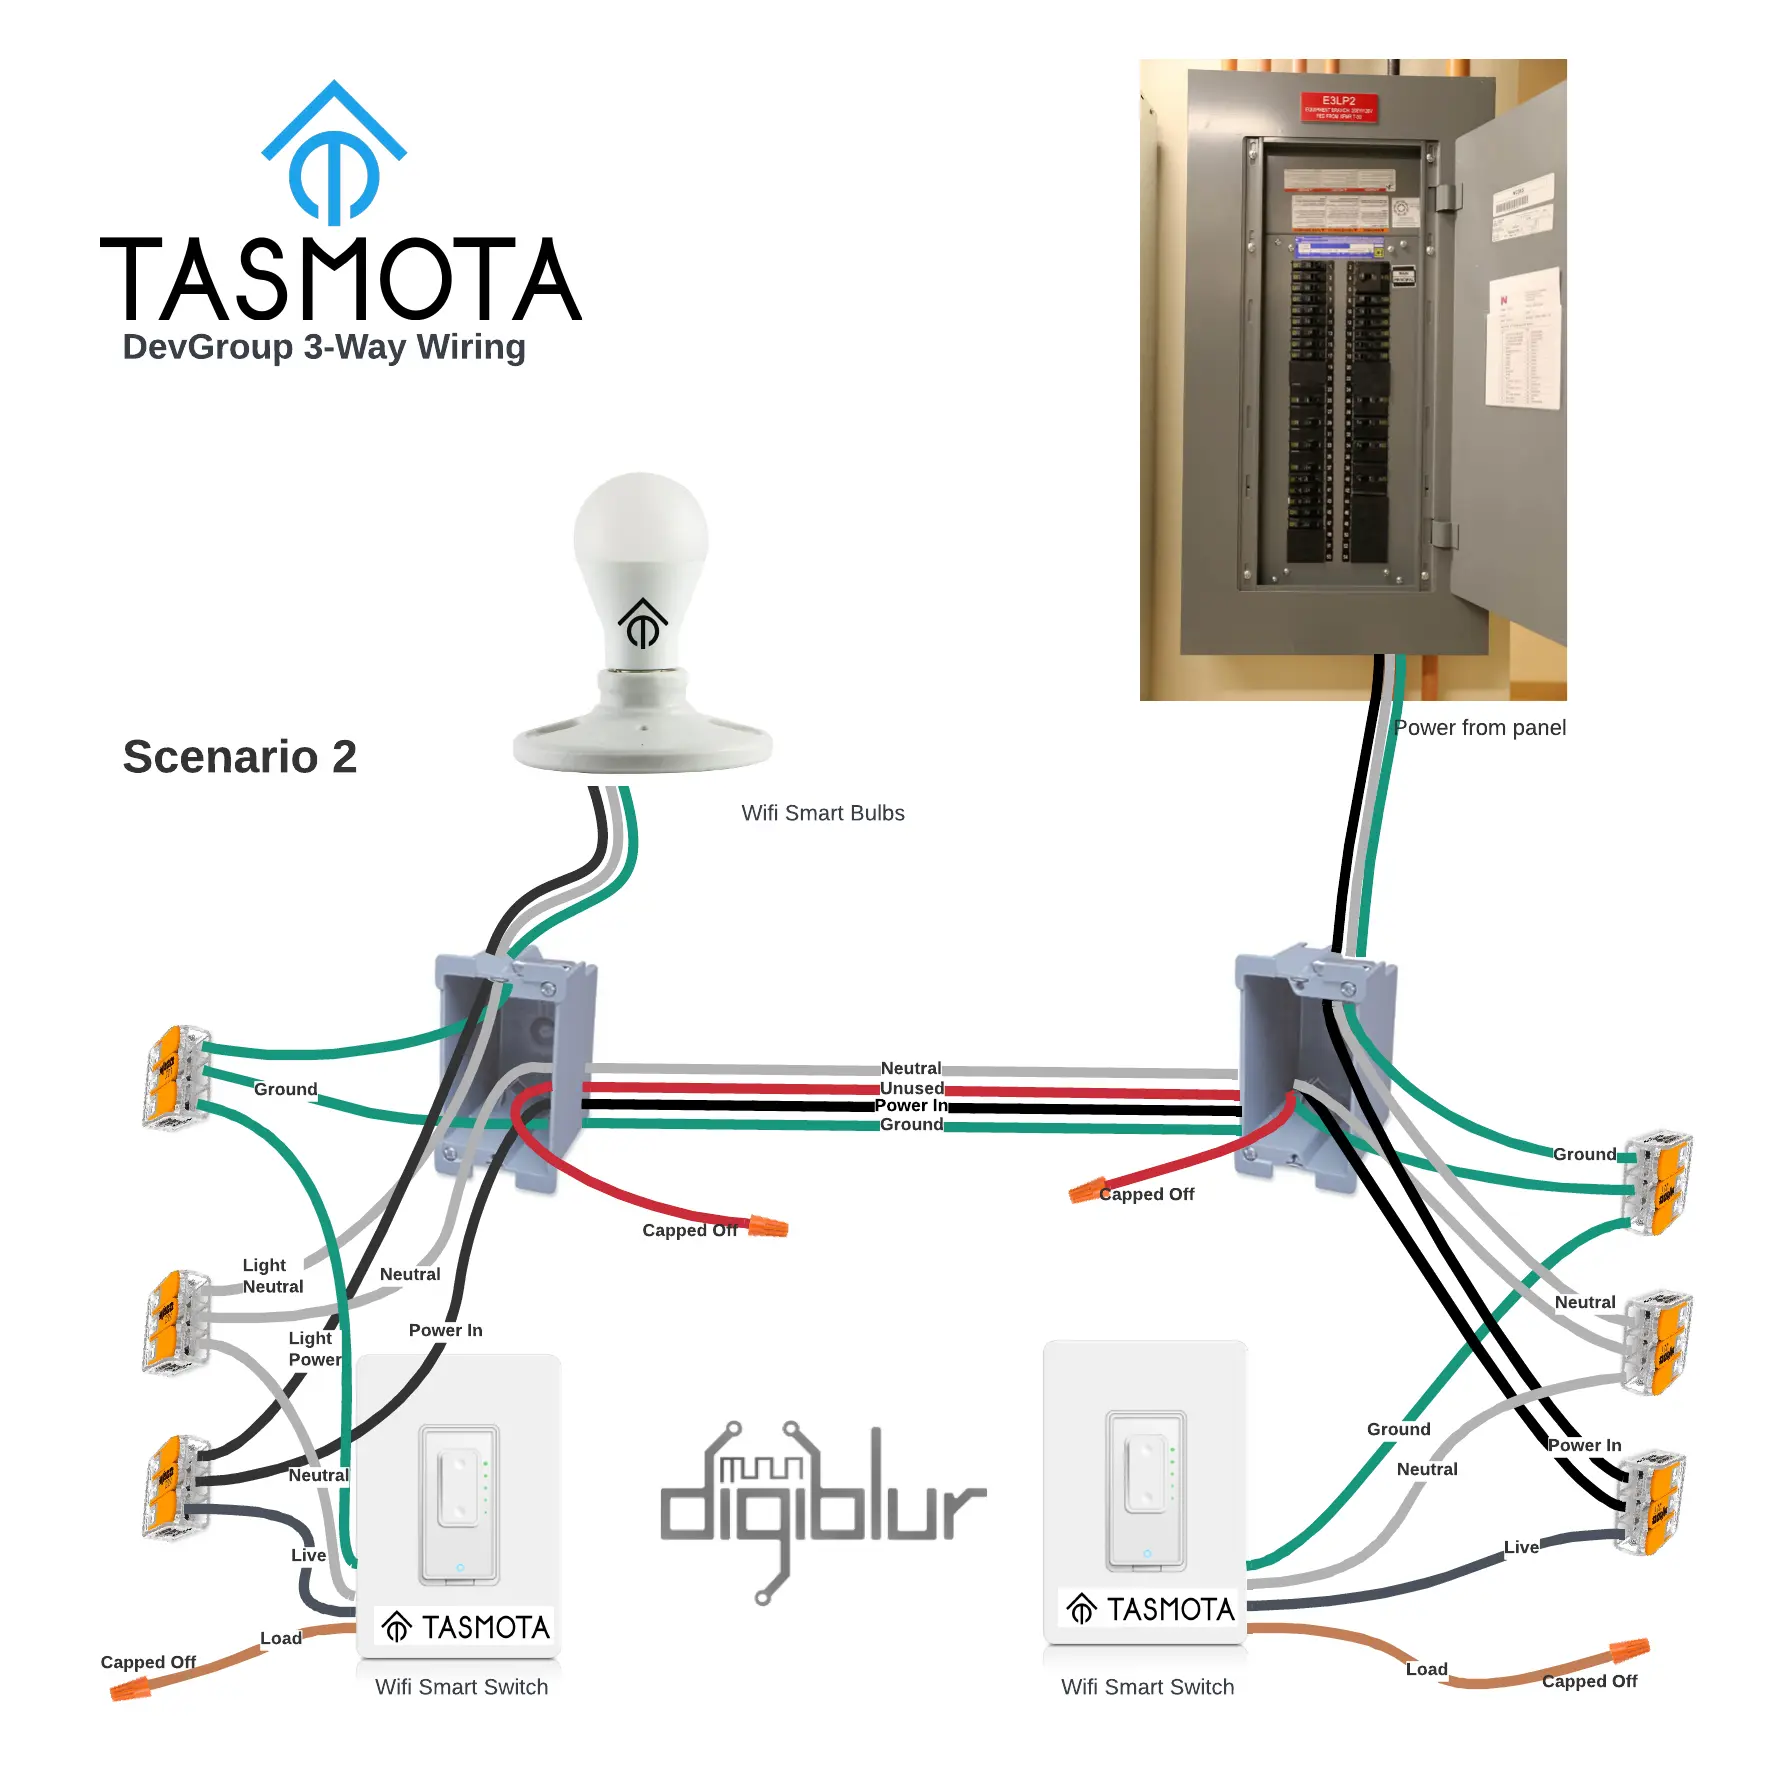 TASMOTA
DevGroup 3-Way Wiring
E3LP2
Power from panel
Scenario 2
Wifi Smart Bulbs
Neutral
Unused
Power In
Ground
Ground
Ground
Capped Off
Capped Off
Light
Neutral
Neutral
Neutral
Light
Power
Power In
Ground
Neutral
Power In
Neutral
Live
Live
Load
Capped Off
Load
Capped Off
digiblur
TASMOTA
TASMOTA
Wifi Smart Switch
Wifi Smart Switch